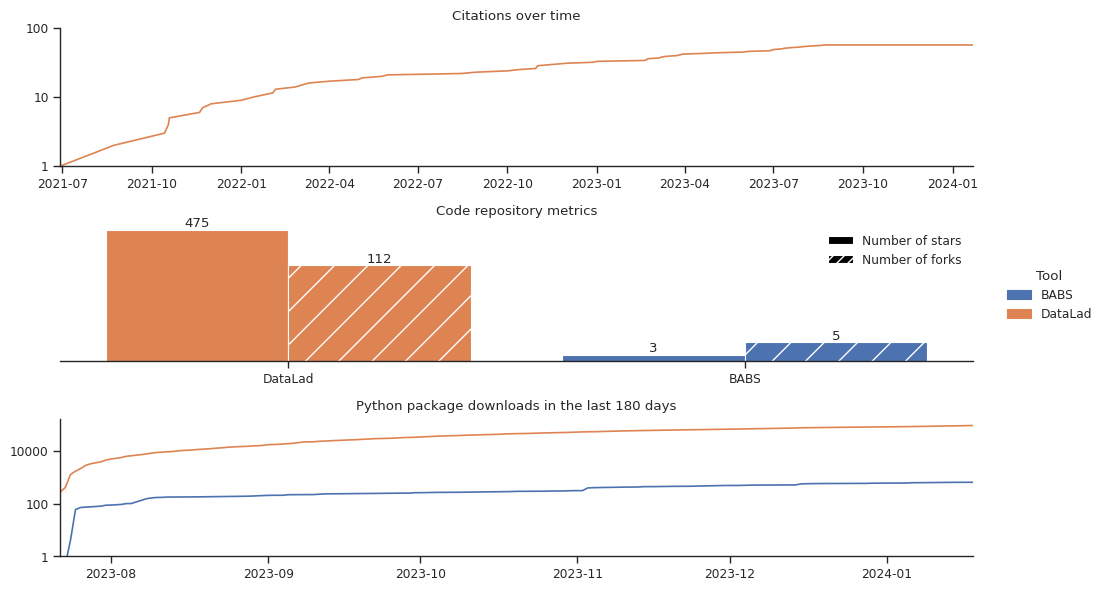 Citations over time
100
10
1
2021-07 2021-10 2022-01 2022-04 2022-07 2022-10 2023-01 2023-04 2023-07 2023-10 2024-01
Code repository metrics
475
112
3
5
Number of stars
Number of forks
DataLad BABS
Tool
BABS
DataLad
Python package downloads in the last 180 days
10000
100
1
2023-08 2023-09 2023-10 2023-11 2023-12 2024-01